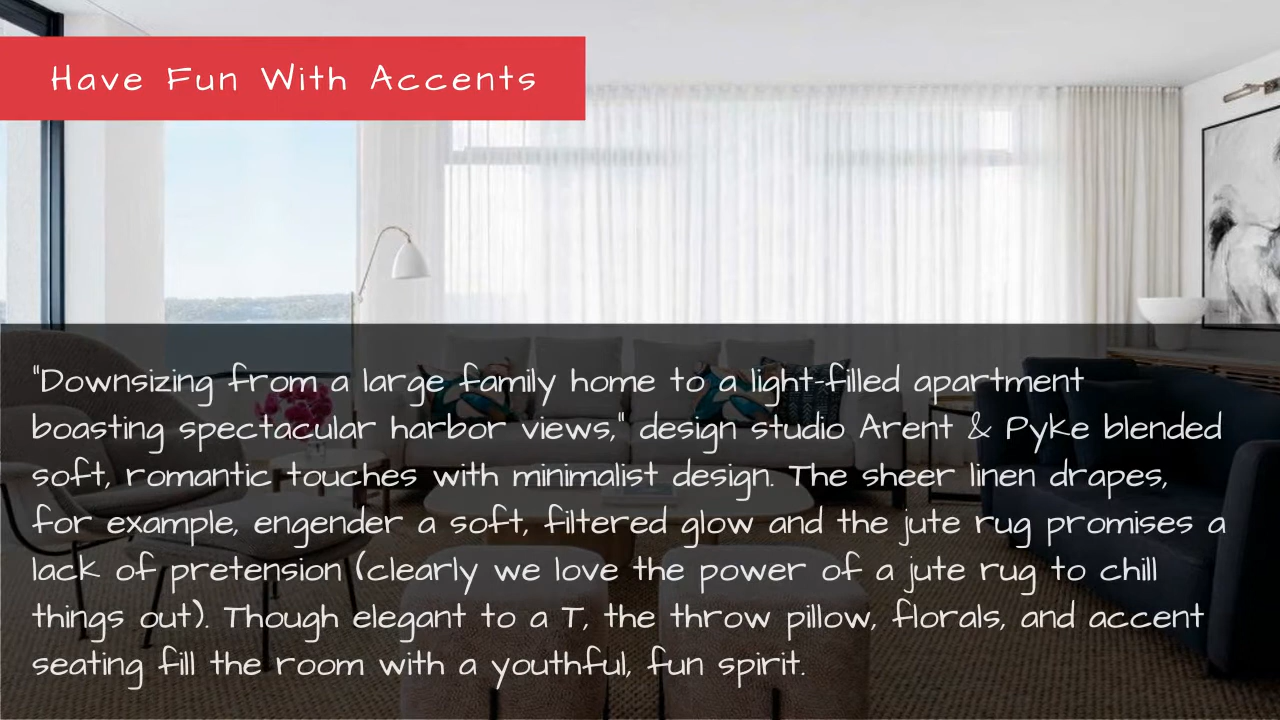 Have Fun With Accents
"Downsizing from a large family home to a light-filled apartment
boasting spectacular harbor views," design studio Arent & Pyke blended
soft, romantic touches with minimalist design. The sheer linen drapes,
for example, engender a soft, filtered glow and the jute rug promises a
lack of pretension (clearly we love the power of a jute rug to chill
things out). Though elegant to a T, the throw pillow, florals, and accent
seating fill the room with a youthful, fun spirit.